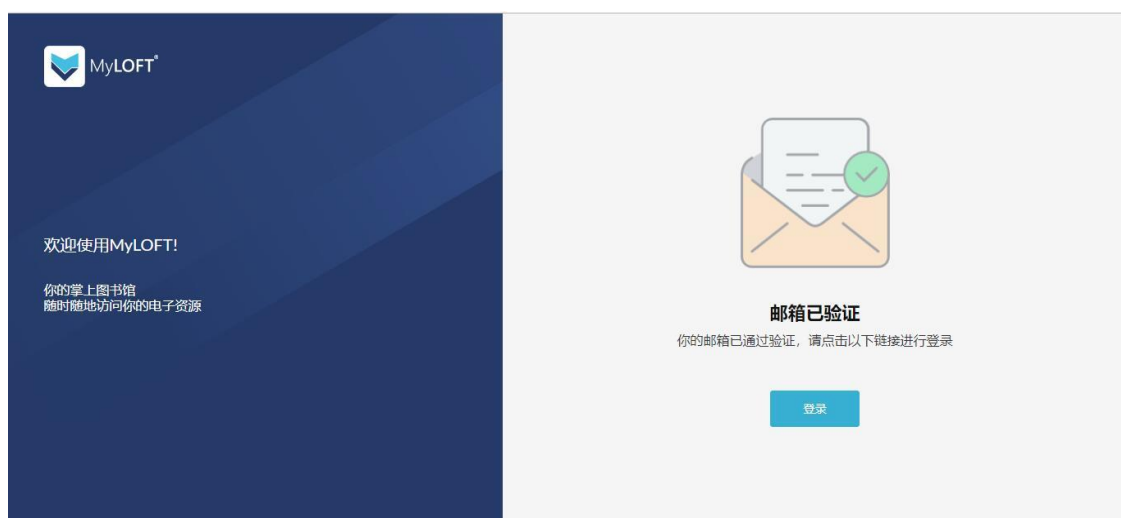 MyLOFT®
欢迎使用MyLOFT!
你的掌上图书馆
随时随地访问你的电子资源
邮箱已验证
你的邮箱已通过验证，请点击以下链接进行登录
登录